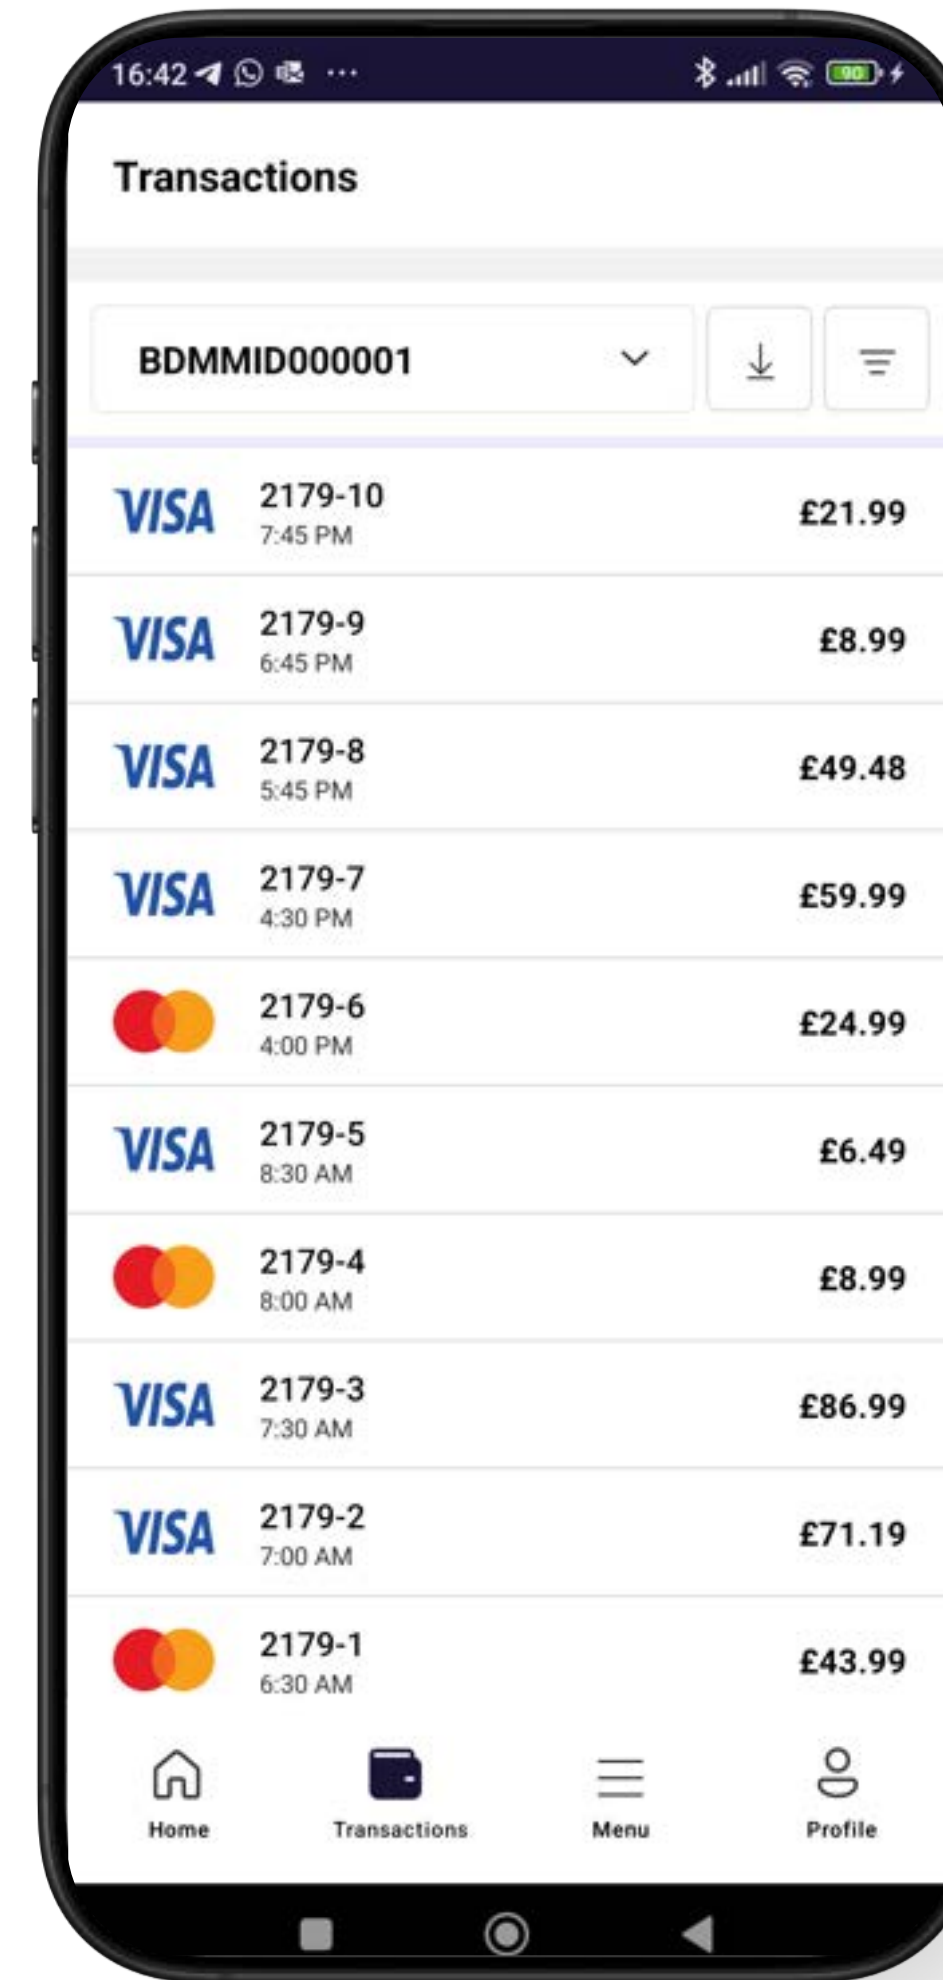 16:42
90
Transactions
BDMMID000001
VISA 2179-10 £21.99
7:45 PM
VISA 2179-9 £8.99
6:45 PM
VISA 2179-8 £49.48
5:45 PM
VISA 2179-7 £59.99
4:30 PM
2179-6 £24.99
4:00 PM
VISA 2179-5 £6.49
8:30 AM
2179-4 £8.99
8:00 AM
VISA 2179-3 £86.99
7:30 AM
VISA 2179-2 £71.19
7:00 AM
2179-1 £43.99
6:30 AM
Home Transactions Menu Profile